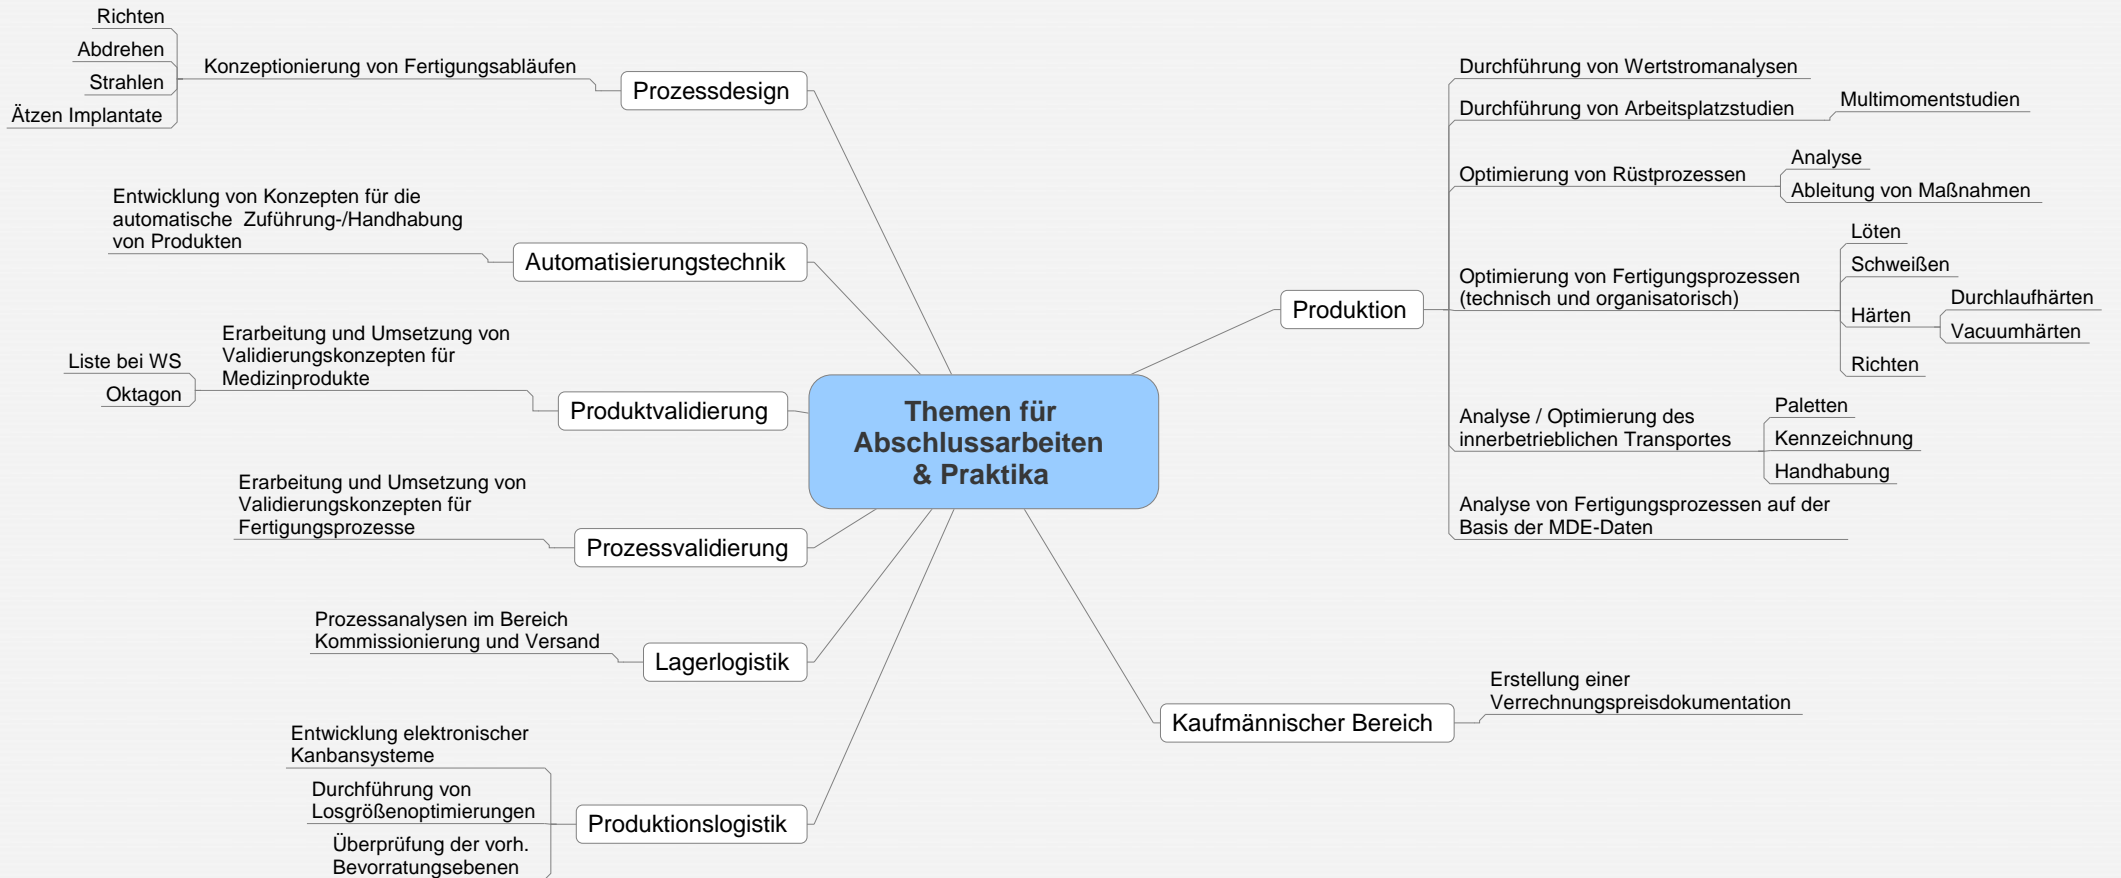 Richten
Abdrehen
Strahlen
Ätzen Implantate
Konzeptionierung von Fertigungsabläufen
Prozessdesign
Entwicklung von Konzepten für die
automatische  Zuführung-/Handhabung
von Produkten
Automatisierungstechnik
Liste bei WS
Oktagon
Erarbeitung und Umsetzung von
Validierungskonzepten für
Medizinprodukte
Produktvalidierung
Erarbeitung und Umsetzung von
Validierungskonzepten für
Fertigungsprozesse
Prozessvalidierung
Prozessanalysen im Bereich
Kommissionierung und Versand
Lagerlogistik
Entwicklung elektronischer
Kanbansysteme
Durchführung von
Losgrößenoptimierungen
Überprüfung der vorh.
Bevorratungsebenen
Produktionslogistik
Themen für
Abschlussarbeiten
& Praktika
Produktion
Durchführung von Wertstromanalysen
Durchführung von Arbeitsplatzstudien
Multimomentstudien
Optimierung von Rüstprozessen
Analyse
Ableitung von Maßnahmen
Optimierung von Fertigungsprozessen
(technisch und organisatorisch)
Löten
Schweißen
Härten
Durchlaufhärten
Vacuumhärten
Richten
Analyse / Optimierung des
innerbetrieblichen Transportes
Paletten
Kennzeichnung
Handhabung
Analyse von Fertigungsprozessen auf der
Basis der MDE-Daten
Kaufmännischer Bereich
Erstellung einer
Verrechnungspreisdokumentation